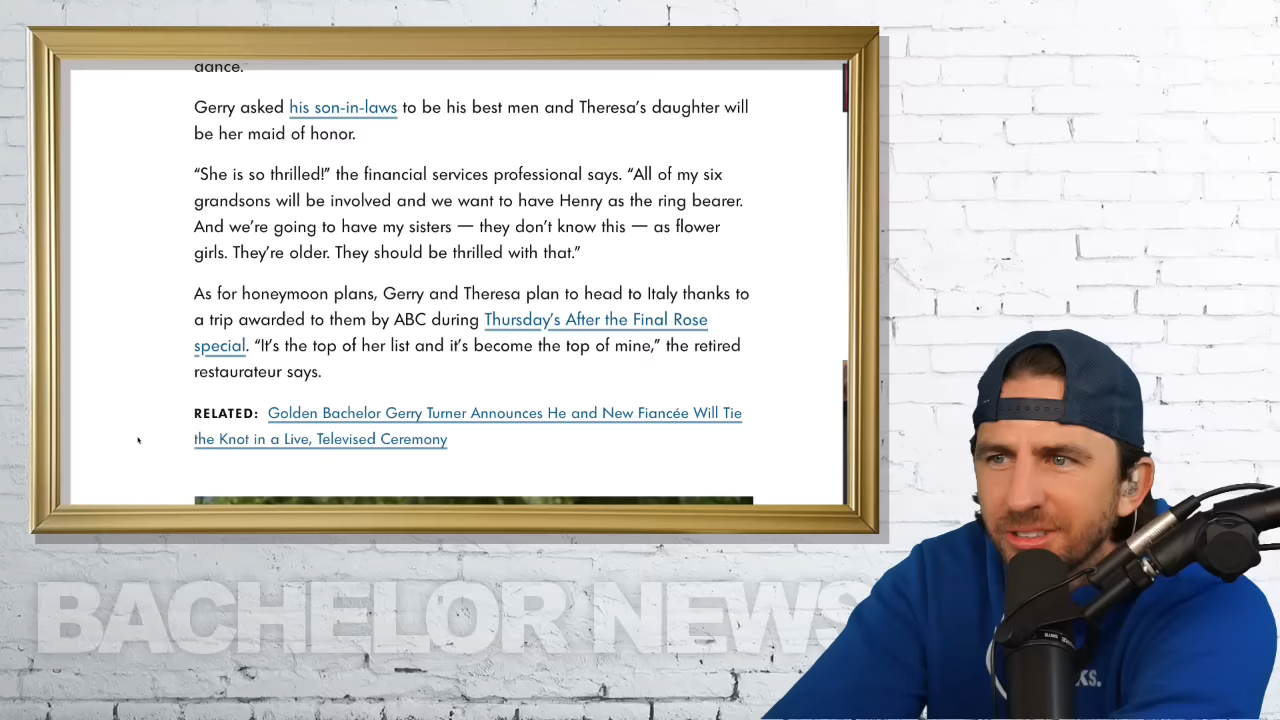 dance."
Gerry asked his son-in-laws to be his best men and Theresa's daughter will
be her maid of honor.
“She is so thrilled!” the financial services professional says. “All of my six
grandsons will be involved and we want to have Henry as the ring bearer.
And we're going to have my sisters — they don't know this — as flower
girls. They're older. They should be thrilled with that.”
As for honeymoon plans, Gerry and Theresa plan to head to Italy thanks to
a trip awarded to them by ABC during Thursday's After the Final Rose
special. “It's the top of her list and it's become the top of mine,” the retired
restaurateur says.
RELATED: Golden Bachelor Gerry Turner Announces He and New Fiancée Will Tie
the Knot in a Live, Televised Ceremony
BACHELOR NEWS
KS.